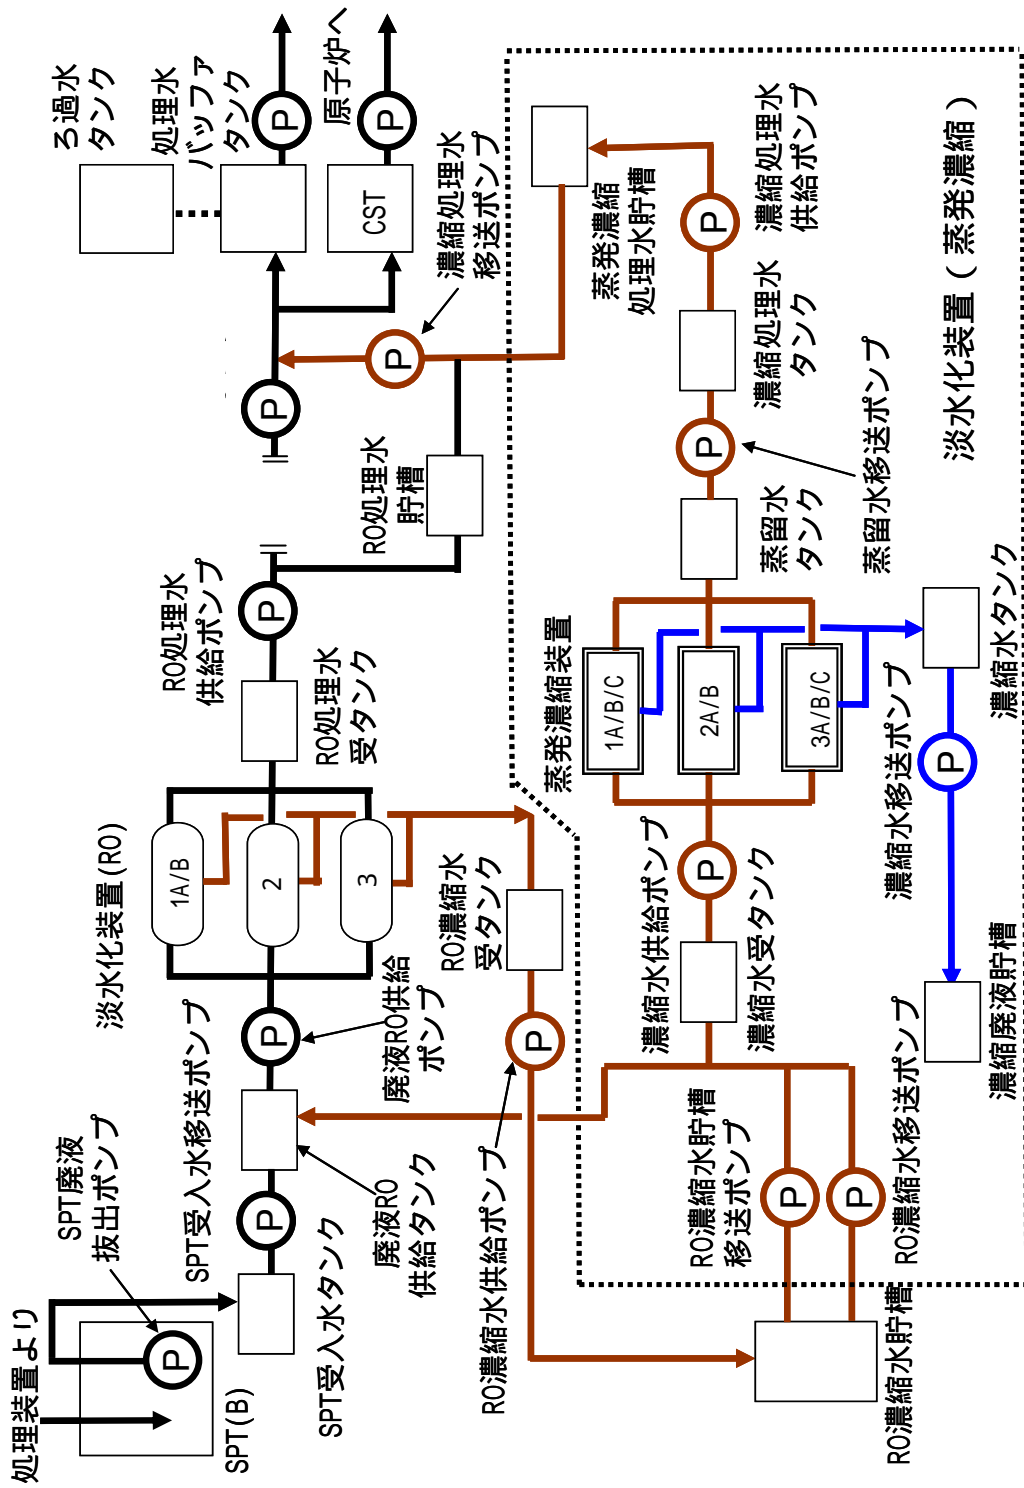 処理装置より
SPT廃液
抜出ポンプ
P
SPT(B)
SPT受入水移送ポンプ
P
SPT受入水タンク
廃液RO
供給タンク
P
廃液RO供給
ポンプ
淡水化装置(RO)
1A/B
2
3
RO処理水
受タンク
RO処理水
供給ポンプ
P
RO処理水
貯槽
P
濃縮処理水
移送ポンプ
P
ろ過水
タンク
処理水
バッファ
タンク
P
原子炉へ
CST
P
RO濃縮水
受タンク
RO濃縮水供給ポンプ
P
RO濃縮水貯槽
RO濃縮水貯槽
移送ポンプ
P
RO濃縮水移送ポンプ
P
濃縮水受タンク
濃縮水供給ポンプ
P
蒸発濃縮装置
1A/B/C
2A/B
3A/B/C
蒸留水
タンク
蒸留水移送ポンプ
P
濃縮処理水
タンク
濃縮処理水
供給ポンプ
P
蒸発濃縮
処理水貯槽
濃縮水タンク
濃縮水移送ポンプ
P
濃縮廃液貯槽
淡水化装置(蒸発濃縮)